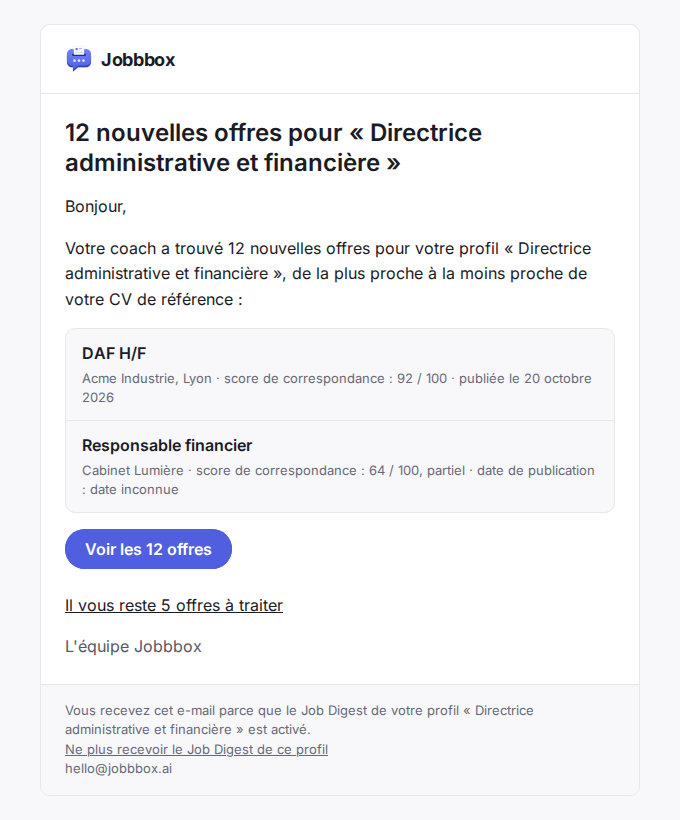 Jobbbox
12 nouvelles offres pour « Directrice
administrative et financière »
Bonjour,
Votre coach a trouvé 12 nouvelles offres pour votre profil « Directrice
administrative et financière », de la plus proche à la moins proche de
votre CV de référence :
DAF H/F
Acme Industrie, Lyon · score de correspondance : 92 / 100 · publiée le 20 octobre
2026
Responsable financier
Cabinet Lumière · score de correspondance : 64 / 100, partiel · date de publication
: date inconnue
Voir les 12 offres
Il vous reste 5 offres à traiter
L'équipe Jobbbox
Vous recevez cet e-mail parce que le Job Digest de votre profil « Directrice
administrative et financière » est activé.
Ne plus recevoir le Job Digest de ce profil
hello@jobbbox.ai